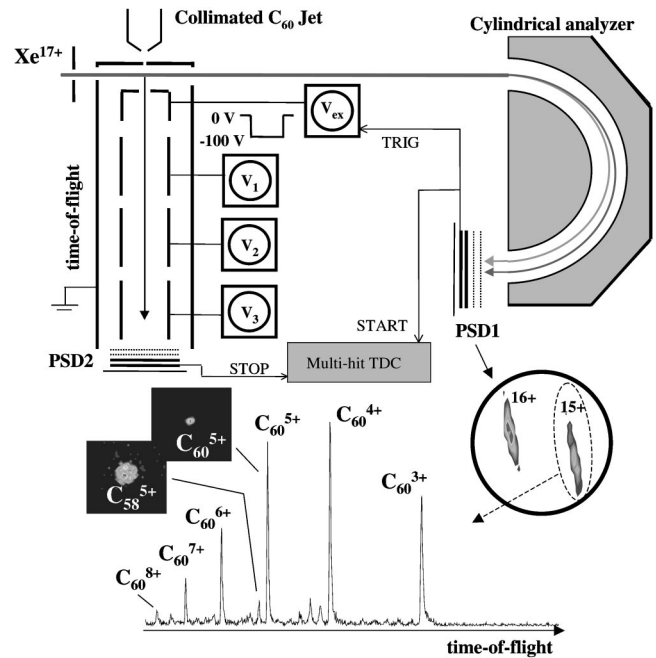 Collimated C₆₀ Jet
Cylindrical analyzer
Xe¹⁷⁺
V_ex
0 V
-100 V
TRIG
V₁
time-of-flight
V₂
V₃
START
PSD1
PSD2
STOP
Multi-hit TDC
16+
15+
C₆₀⁵⁺
C₅₈⁵⁺
C₆₀⁵⁺
C₆₀⁴⁺
C₆₀³⁺
C₆₀⁶⁺
C₆₀⁷⁺
C₆₀⁸⁺
time-of-flight